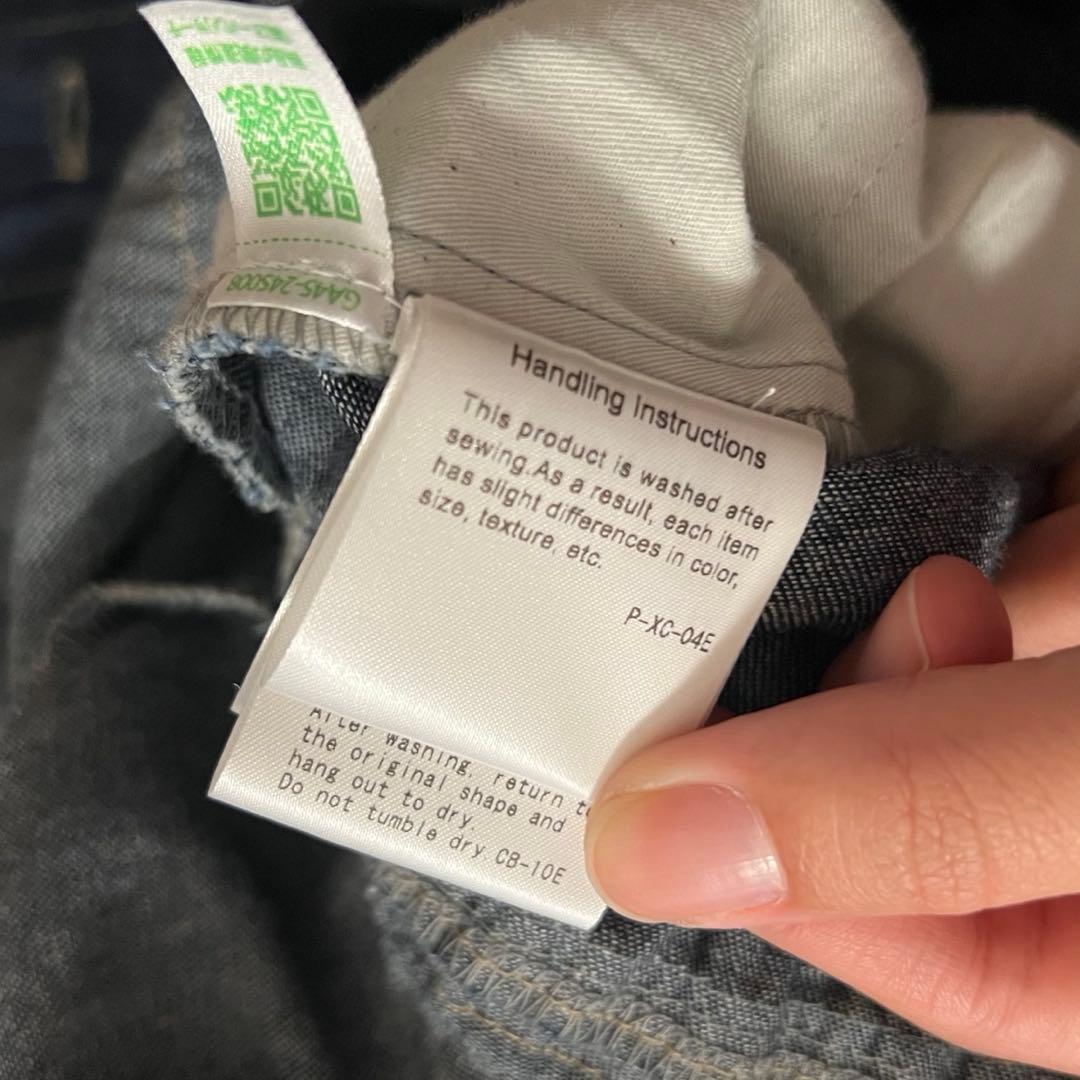 GA45-24S006
Handling Instructions
This product is washed after
sewing.As a result, each item
has slight differences in color,
size, texture, etc.
P-XC-04E
After washing, return to
the original shape and
hang out to dry.
Do not tumble dry CB-10E